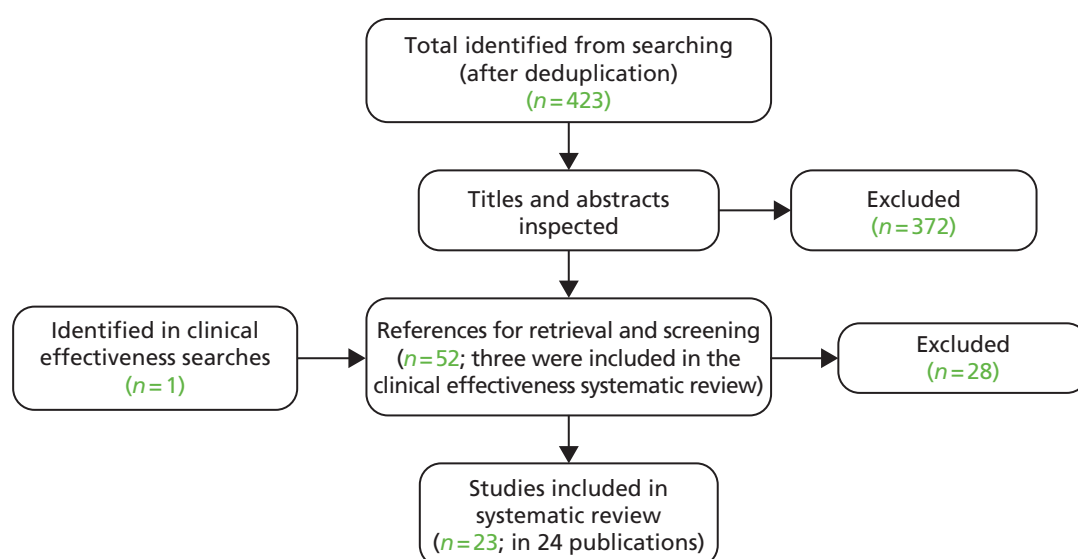 Total identified from searching
(after deduplication)
(n=423)
Titles and abstracts
inspected
Excluded
(n=372)
Identified in clinical
effectiveness searches
(n=1)
References for retrieval and screening
(n=52; three were included in the
clinical effectiveness systematic review)
Excluded
(n=28)
Studies included in
systematic review
(n=23; in 24 publications)